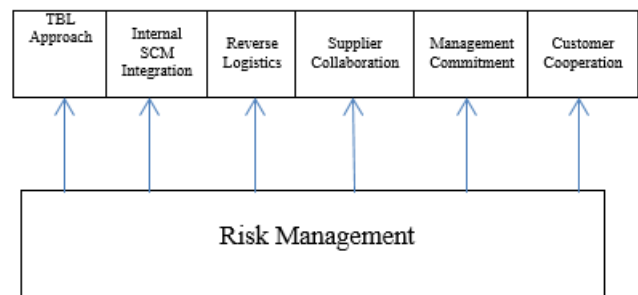 TBL
Approach
Internal
SCM
Integration
Reverse
Logistics
Supplier
Collaboration
Management
Commitment
Customer
Cooperation
Risk Management